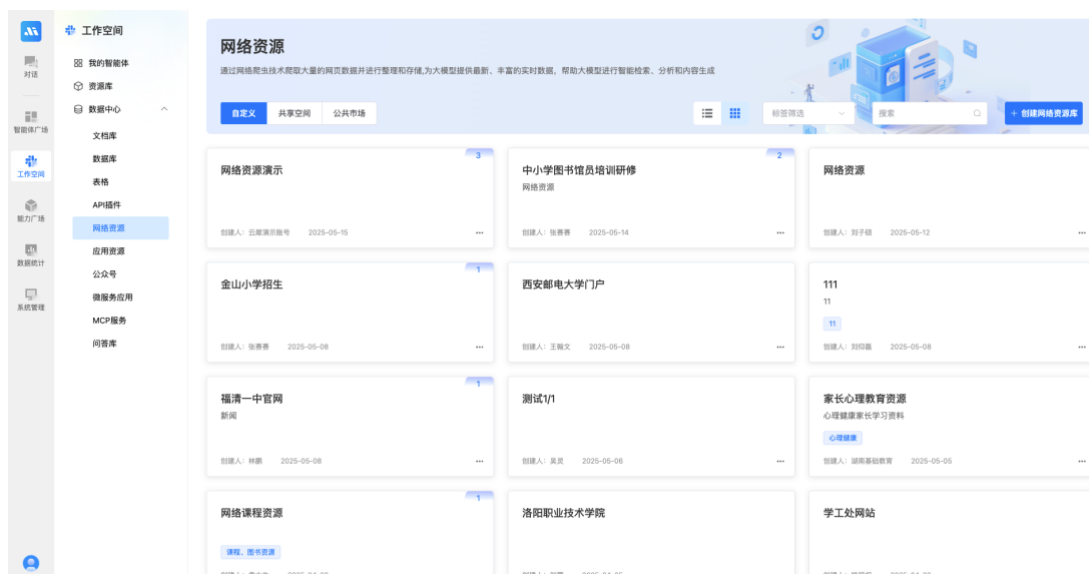 工作空间
对话
智能体广场
工作空间
能力广场
数据统计
系统管理
我的智能体
资源库
数据中心
文档库
数据库
表格
API插件
网络资源
应用资源
公众号
微服务应用
MCP服务
问答库
网络资源
通过网络爬虫技术爬取大量的网页数据并进行整理和存储,为大模型提供最新、丰富的实时数据，帮助大模型进行智能检索、分析和内容生成
自定义 共享空间 公共市场
标签筛选 搜索 + 创建网络资源库
3
网络资源演示
创建人： 云犀演示账号 2025-05-15 ...
2
中小学图书馆员培训研修
网络资源
创建人： 张赛赛 2025-05-14 ...
网络资源
创建人： 刘子硕 2025-05-12 ...
1
金山小学招生
创建人： 张赛赛 2025-05-08 ...
西安邮电大学门户
创建人： 王翰文 2025-05-08 ...
111
11
11
创建人： 2025-05-08 ...
1
福清一中官网
新闻
创建人： 林鹏 2025-05-08 ...
测试1/1
创建人： 吴灵 2025-05-06 ...
家长心理教育资源
心理健康家长学习资料
心理健康
创建人： 湖南基础教育 2025-05-05 ...
1
网络课程资源
课程、图书资源
洛阳职业技术学院
学工处网站